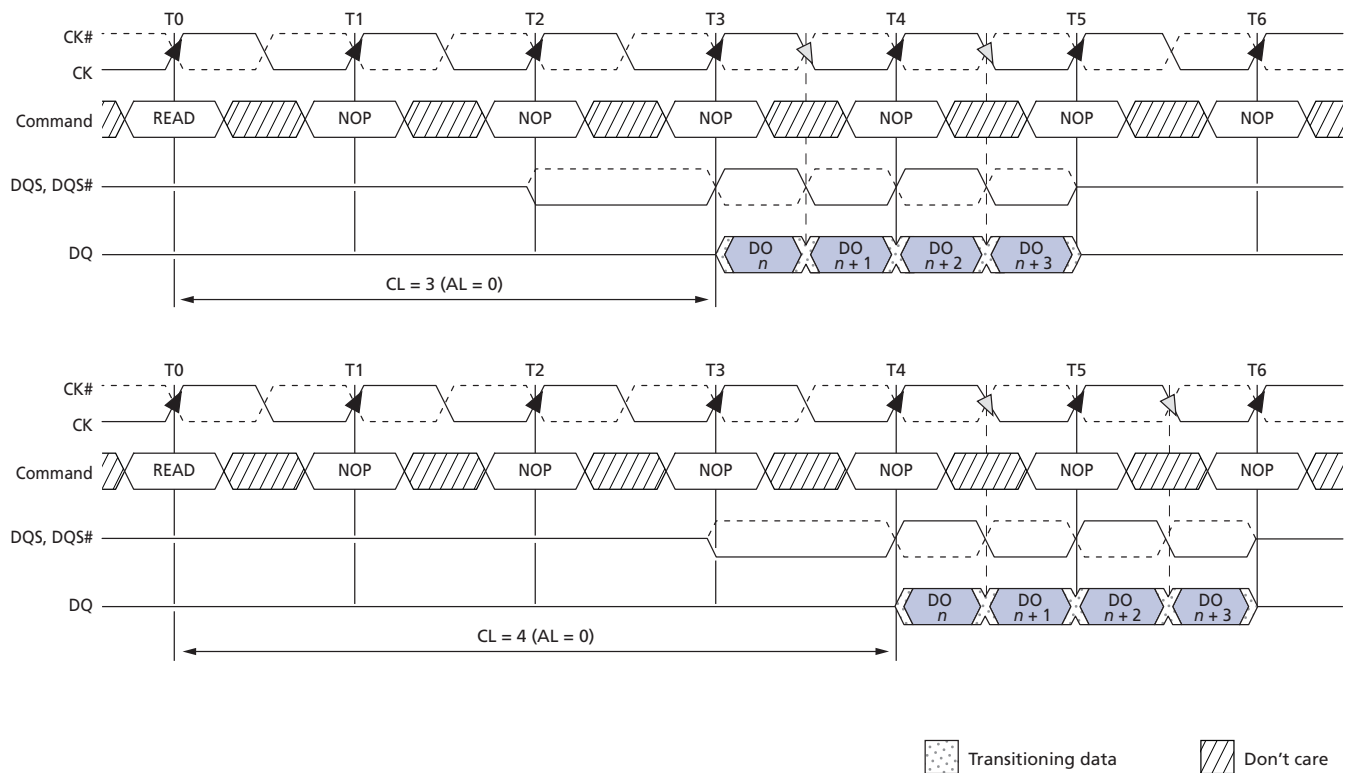 T0 T1 T2 T3 T4 T5 T6
CK#
CK
Command READ NOP NOP NOP NOP NOP NOP
DQS, DQS#
DQ DO n DO n + 1 DO n + 2 DO n + 3
CL = 3 (AL = 0)
T0 T1 T2 T3 T4 T5 T6
CK#
CK
Command READ NOP NOP NOP NOP NOP NOP
DQS, DQS#
DQ DO n DO n + 1 DO n + 2 DO n + 3
CL = 4 (AL = 0)
Transitioning data Don't care